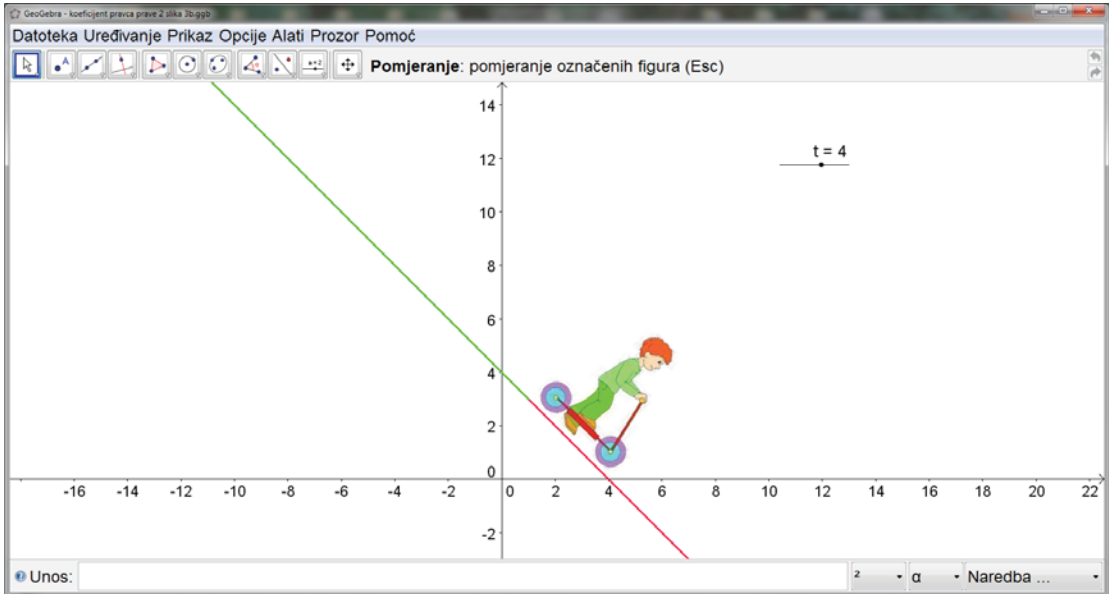 GeoGebra - koeficijent pravca prave 2 slika 3b.ggb
Datoteka Uređivanje Prikaz Opcije Alati Prozor Pomoć
A a=2 Pomjeranje: pomjeranje označenih figura (Esc)
14
t = 4
12
10
8
6
4
2
0
-16 -14 -12 -10 -8 -6 -4 -2 0 2 4 6 8 10 12 14 16 18 20 22
-2
Unos: ² α Naredba ...